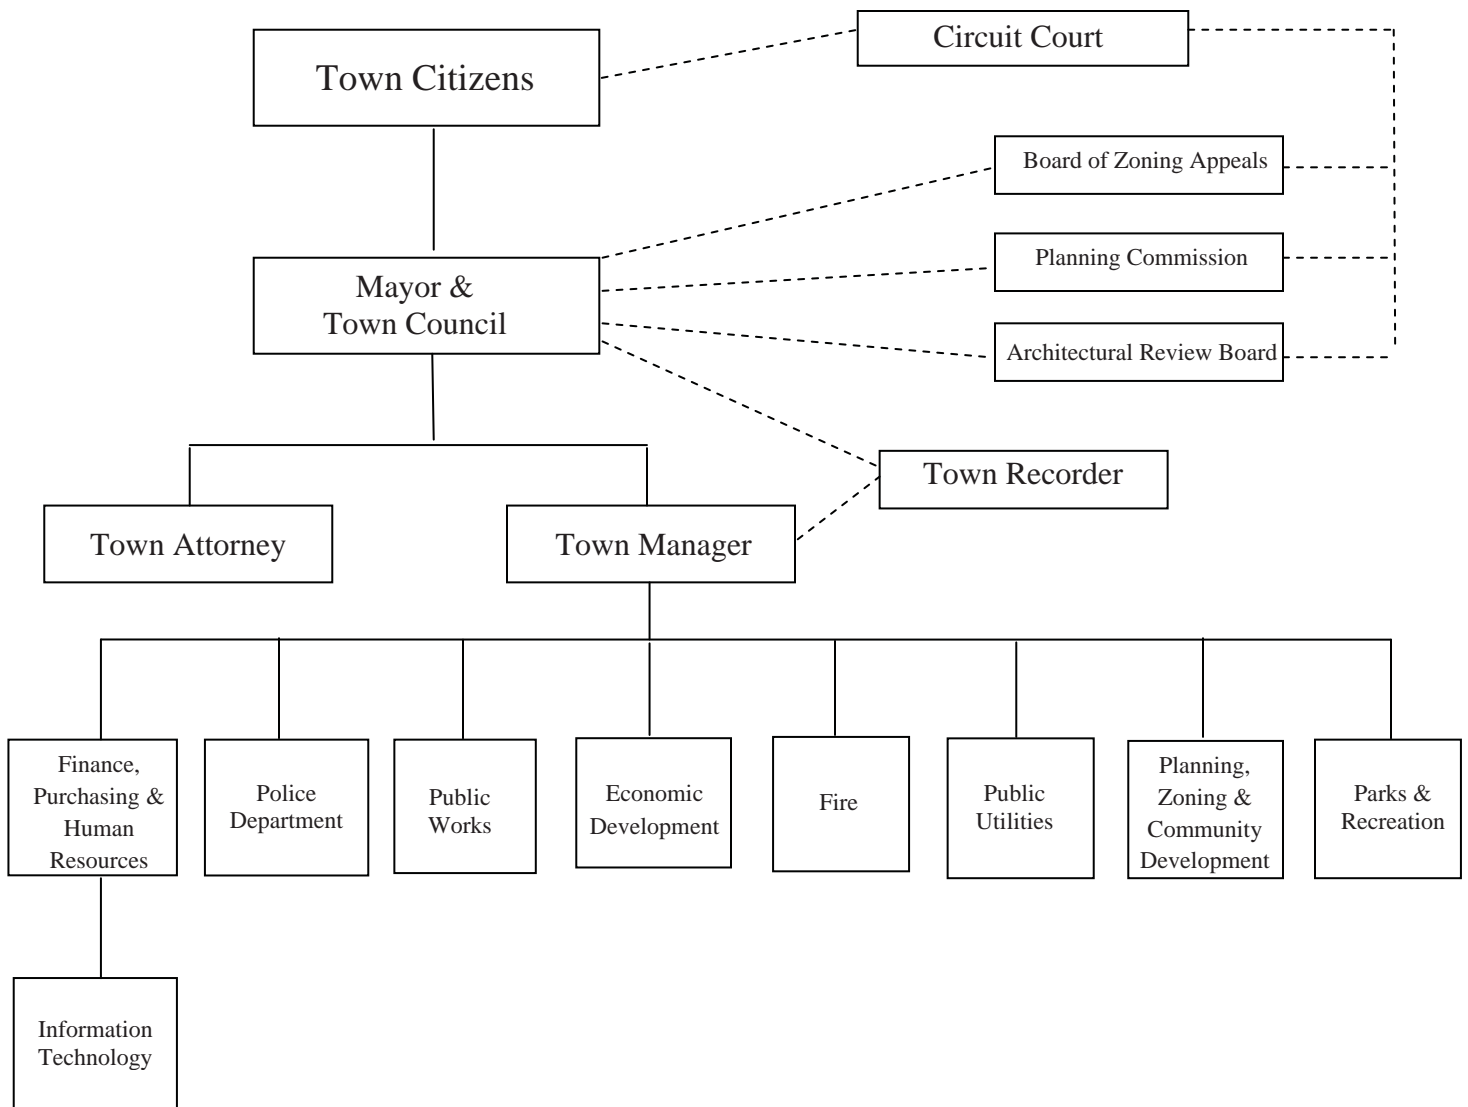 Town Citizens
Circuit Court
Board of Zoning Appeals
Planning Commission
Architectural Review Board
Mayor &
Town Council
Town Recorder
Town Attorney
Town Manager
Finance,
Purchasing &
Human
Resources
Police
Department
Public
Works
Economic
Development
Fire
Public
Utilities
Planning,
Zoning &
Community
Development
Parks &
Recreation
Information
Technology